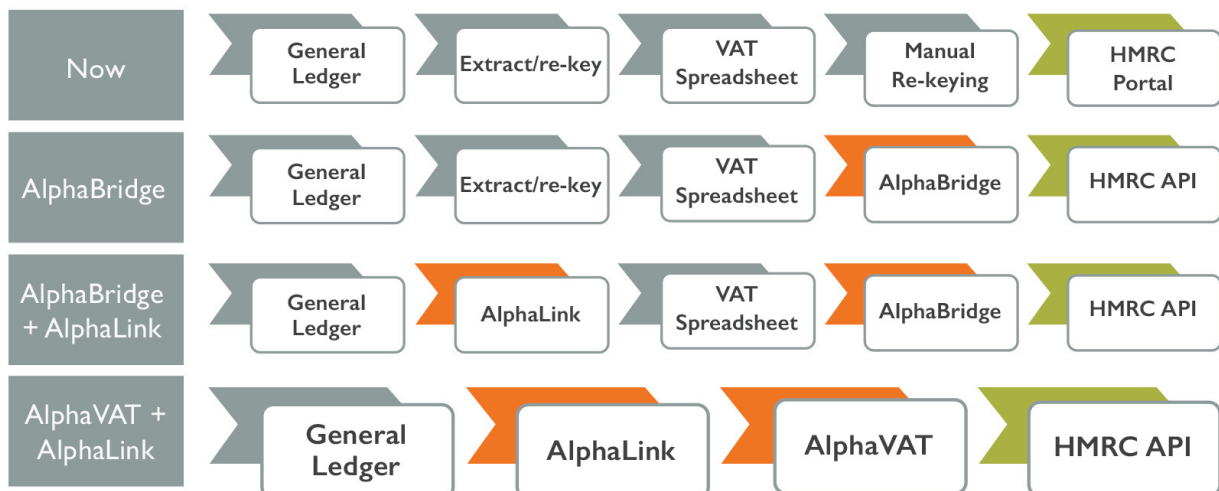 Now
General
Ledger
Extract/re-key
VAT
Spreadsheet
Manual
Re-keying
HMRC
Portal
AlphaBridge
General
Ledger
Extract/re-key
VAT
Spreadsheet
AlphaBridge
HMRC API
AlphaBridge
+ AlphaLink
General
Ledger
AlphaLink
VAT
Spreadsheet
AlphaBridge
HMRC API
AlphaVAT +
AlphaLink
General
Ledger
AlphaLink
AlphaVAT
HMRC API